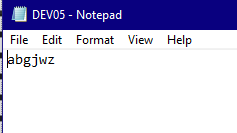 DEV05 - Notepad
File Edit Format View Help
abgjwz